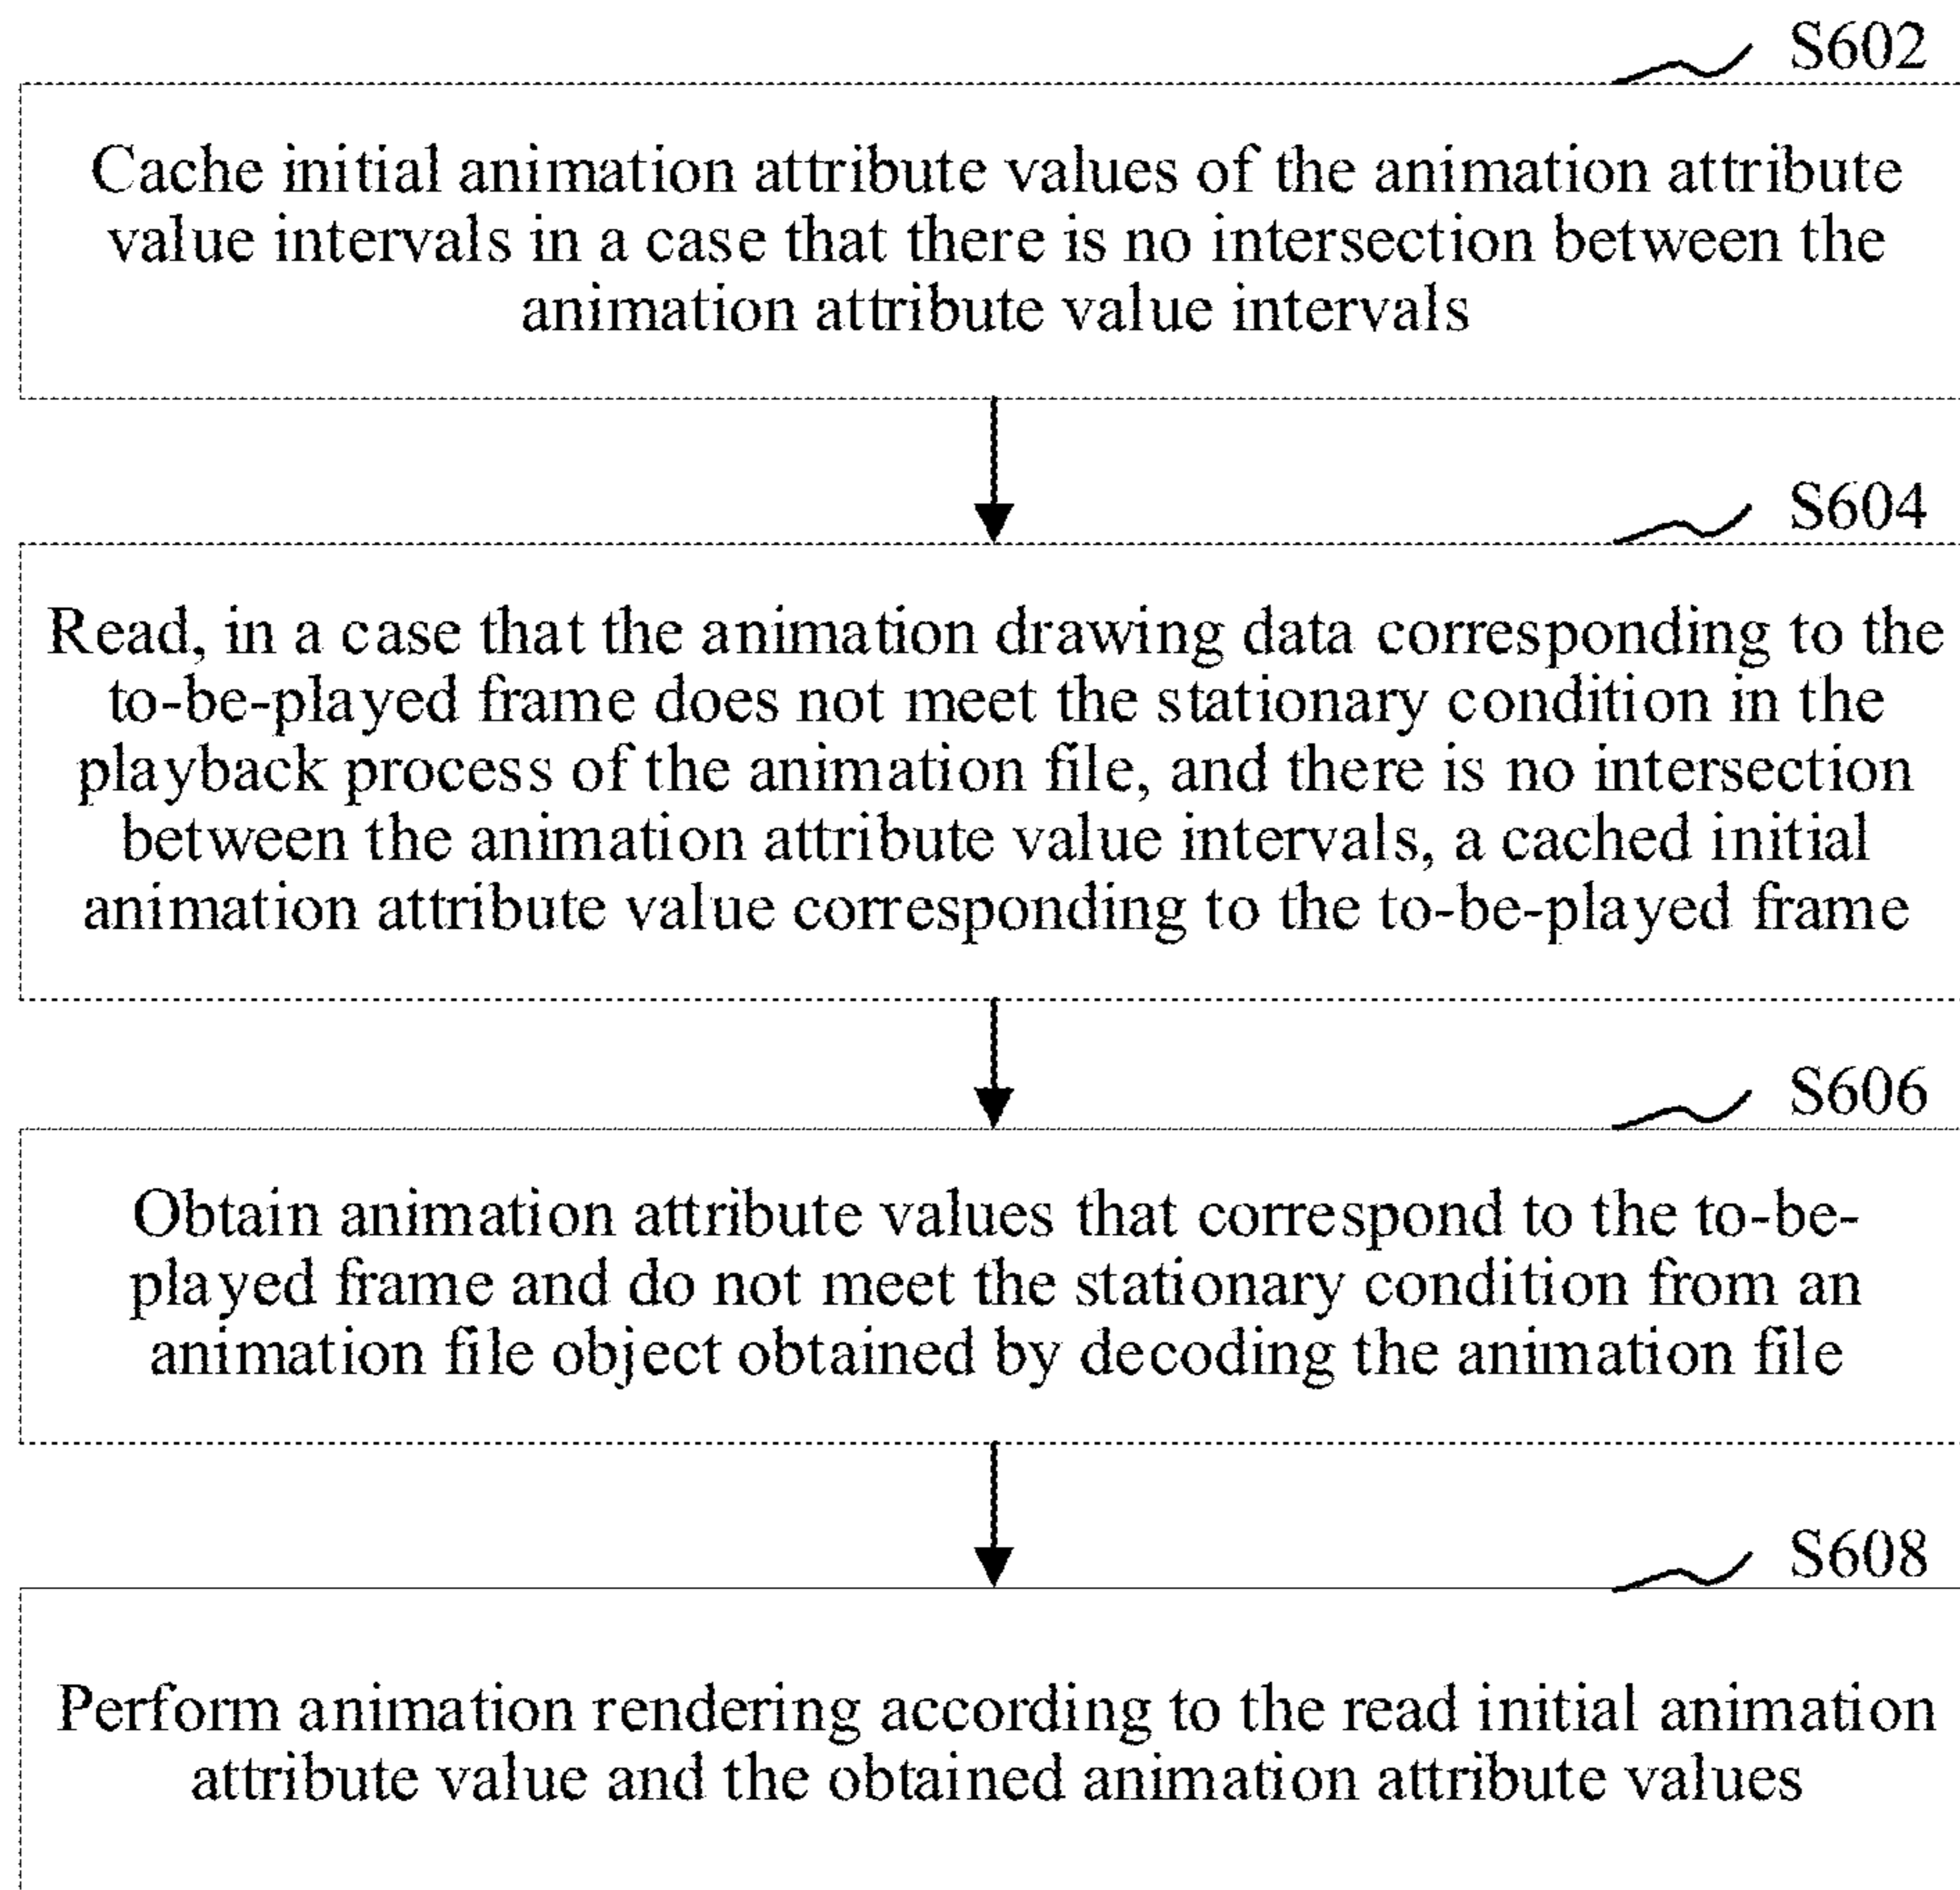 S602
Cache initial animation attribute values of the animation attribute
value intervals in a case that there is no intersection between the
animation attribute value intervals
S604
Read, in a case that the animation drawing data corresponding to the
to-be-played frame does not meet the stationary condition in the
playback process of the animation file, and there is no intersection
between the animation attribute value intervals, a cached initial
animation attribute value corresponding to the to-be-played frame
S606
Obtain animation attribute values that correspond to the to-be-
played frame and do not meet the stationary condition from an
animation file object obtained by decoding the animation file
S608
Perform animation rendering according to the read initial animation
attribute value and the obtained animation attribute values